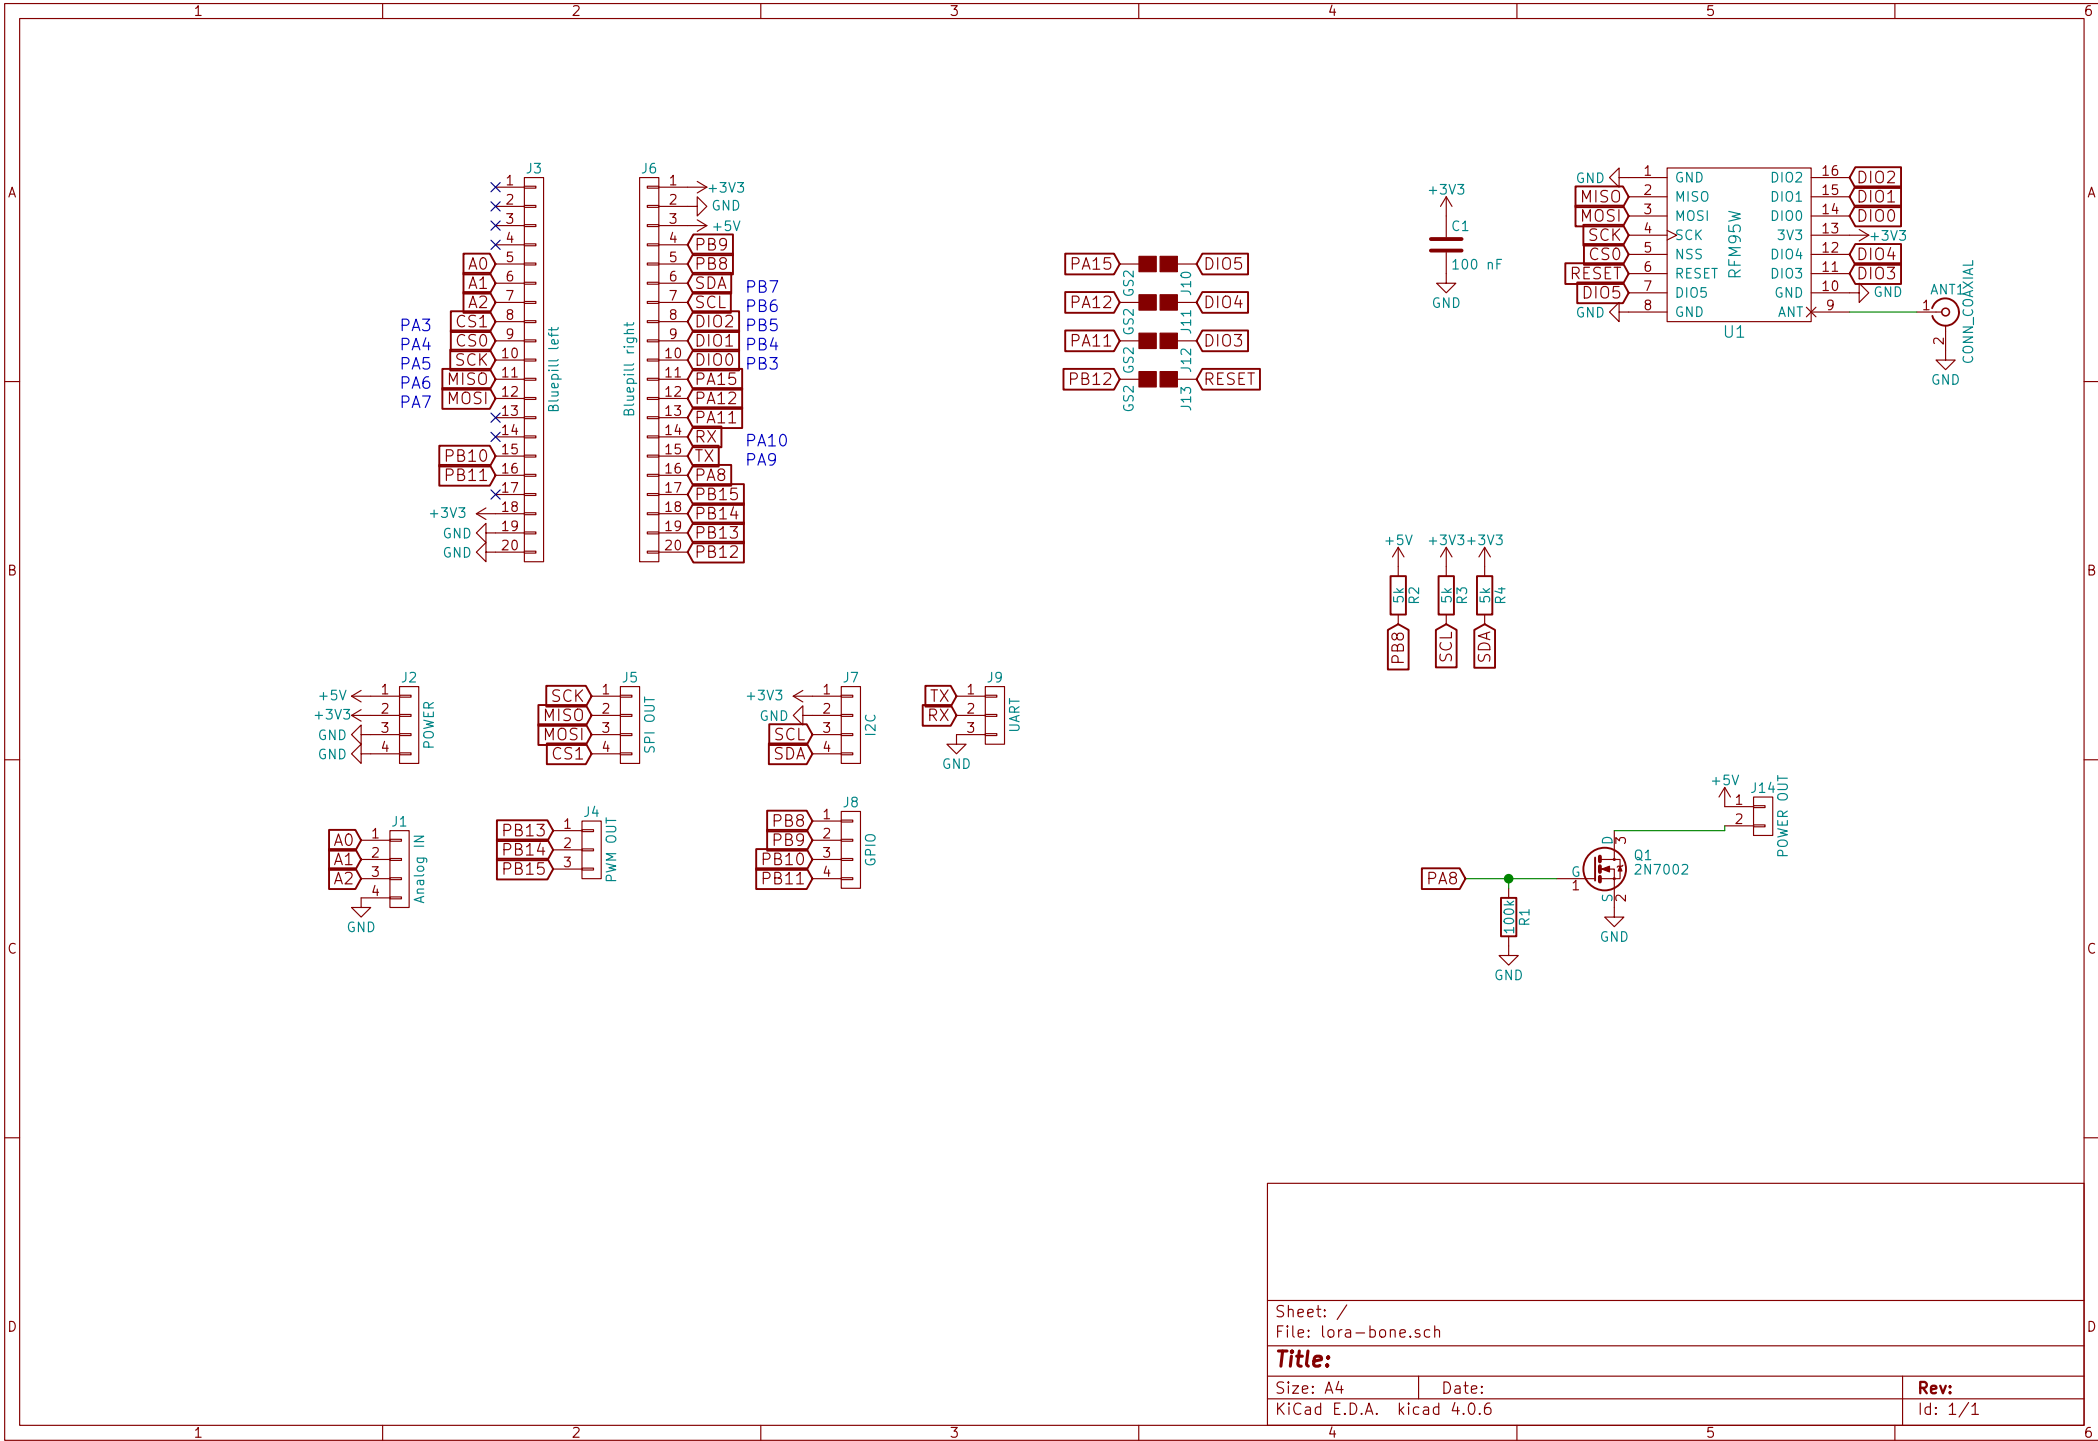 1 2 3 4 5 6
A
B
C
D
A
B
C
D
J3
1
2
3
4
A0 5
A1 6
A2 7
PA3 CS1 8
PA4 CS0 9
PA5 SCK 10
PA6 MISO 11
PA7 MOSI 12
13
14
PB10 15
PB11 16
17
+3V3 18
GND 19
GND 20
Bluepill left
J6
1 +3V3
2 GND
3 +5V
4 PB9
5 PB8
6 SDA PB7
7 SCL PB6
8 DIO2 PB5
9 DIO1 PB4
10 DIO0 PB3
11 PA15
12 PA12
13 PA11
14 RX PA10
15 TX PA9
16 PA8
17 PB15
18 PB14
19 PB13
20 PB12
Bluepill right
PA15 GS2 J10 DIO5
PA12 GS2 J11 DIO4
PA11 GS2 J12 DIO3
PB12 GS2 J13 RESET
+3V3
C1
100 nF
GND
GND 1 GND DIO2 16 DIO2
MISO 2 MISO DIO1 15 DIO1
MOSI 3 MOSI DIO0 14 DIO0
SCK 4 SCK 3V3 13 +3V3
CS0 5 NSS DIO4 12 DIO4
RESET 6 RESET DIO3 11 DIO3
DIO5 7 DIO5 GND 10 GND
GND 8 GND ANT 9
RFM95W
U1
ANT1
1
2
CONN_COAXIAL
GND
+5V +3V3 +3V3
5k R2 5k R3 5k R4
PB8 SCL SDA
J2
+5V 1
+3V3 2
GND 3
GND 4
POWER
J5
SCK 1
MISO 2
MOSI 3
CS1 4
SPI OUT
J7
+3V3 1
GND 2
SCL 3
SDA 4
I2C
J9
TX 1
RX 2
3
GND
UART
J1
A0 1
A1 2
A2 3
4
GND
Analog IN
J4
PB13 1
PB14 2
PB15 3
PWM OUT
J8
PB8 1
PB9 2
PB10 3
PB11 4
GPIO
+5V
J14
1
2
POWER OUT
D 3
Q1
2N7002
G
1
S 2
GND
PA8
100k R1
GND
Sheet: /
File: lora-bone.sch
Title:
Size: A4 Date: Rev:
KiCad E.D.A. kicad 4.0.6 Id: 1/1
1 2 3 4 5 6